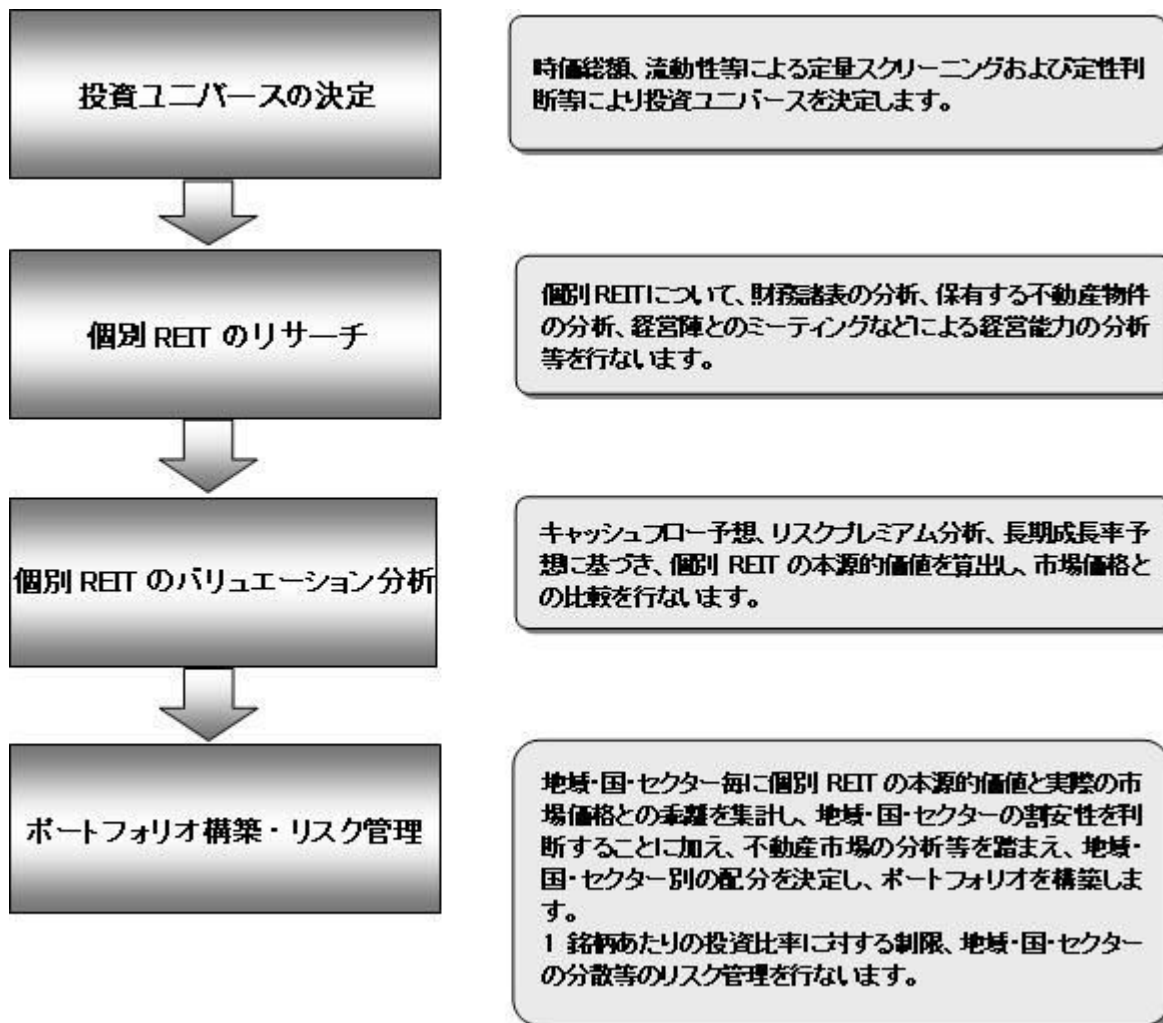 投資ユニバースの決定
時価総額、流動性等による定量スクリーニングおよび定性判
断等により投資ユニバースを決定します。
個別 REIT のリサーチ
個別 REITについて、財務諸表の分析、保有する不動産物件
の分析、経営陣とのミーティングなどによる経営能力の分析
等を行ないます。
個別 REIT のバリュエーション分析
キャッシュフロー予想、リスクプレミアム分析、長期成長率予
想に基づき、個別 REIT の本源的価値を算出し、市場価格と
の比較を行ないます。
ポートフォリオ構築・リスク管理
地域・国・セクター毎に個別 REIT の本源的価値と実際の市
場価格との乖離を集計し、地域・国・セクターの割安性を判
断することに加え、不動産市場の分析等を踏まえ、地域・
国・セクター別の配分を決定し、ポートフォリオを構築しま
す。
1 銘柄あたりの投資比率に対する制限、地域・国・セクター
の分散等のリスク管理を行ないます。